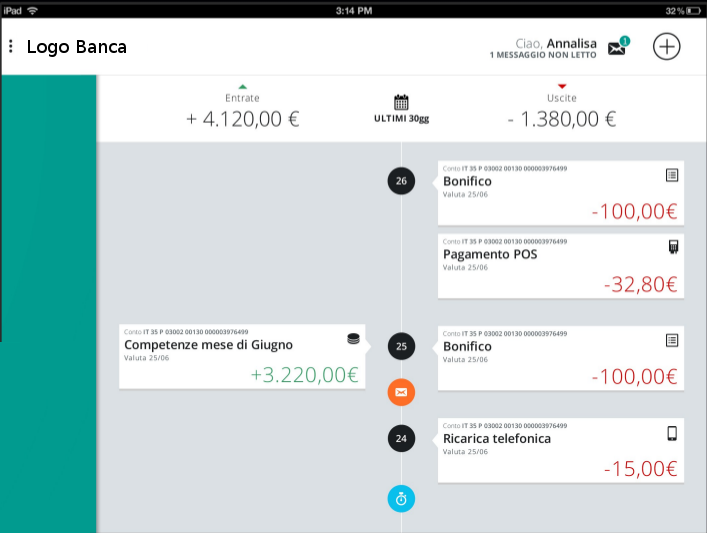 iPad 3:14 PM 32%
Logo Banca
Ciao, Annalisa 1
1 MESSAGGIO NON LETTO
Entrate
+ 4.120,00 €
ULTIMI 30gg
Uscite
- 1.380,00 €
26
Conto IT 35 P 03002 00130 000003976499
Bonifico
Valuta 25/06
-100,00€
Conto IT 35 P 03002 00130 000003976499
Pagamento POS
Valuta 25/06
-32,80€
Conto IT 35 P 03002 00130 000003976499
Competenze mese di Giugno
Valuta 25/06
+3.220,00€
25
Conto IT 35 P 03002 00130 000003976499
Bonifico
Valuta 25/06
-100,00€
24
Conto IT 35 P 03002 00130 000003976499
Ricarica telefonica
Valuta 25/06
-15,00€